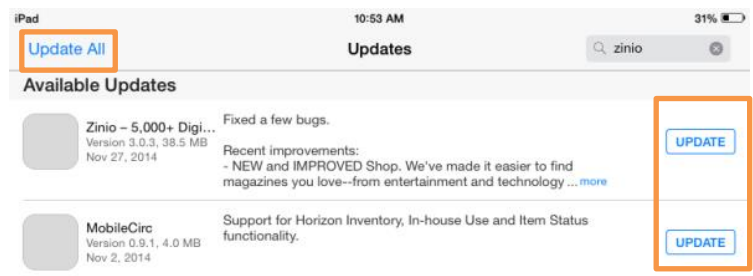 iPad 10:53 AM 31%
Update All Updates zinio
Available Updates
Zinio – 5,000+ Digi...
Version 3.0.3, 38.5 MB
Nov 27, 2014
Fixed a few bugs.
Recent improvements:
- NEW and IMPROVED Shop. We've made it easier to find
magazines you love--from entertainment and technology ... more
UPDATE
MobileCirc
Version 0.9.1, 4.0 MB
Nov 2, 2014
Support for Horizon Inventory, In-house Use and Item Status
functionality.
UPDATE